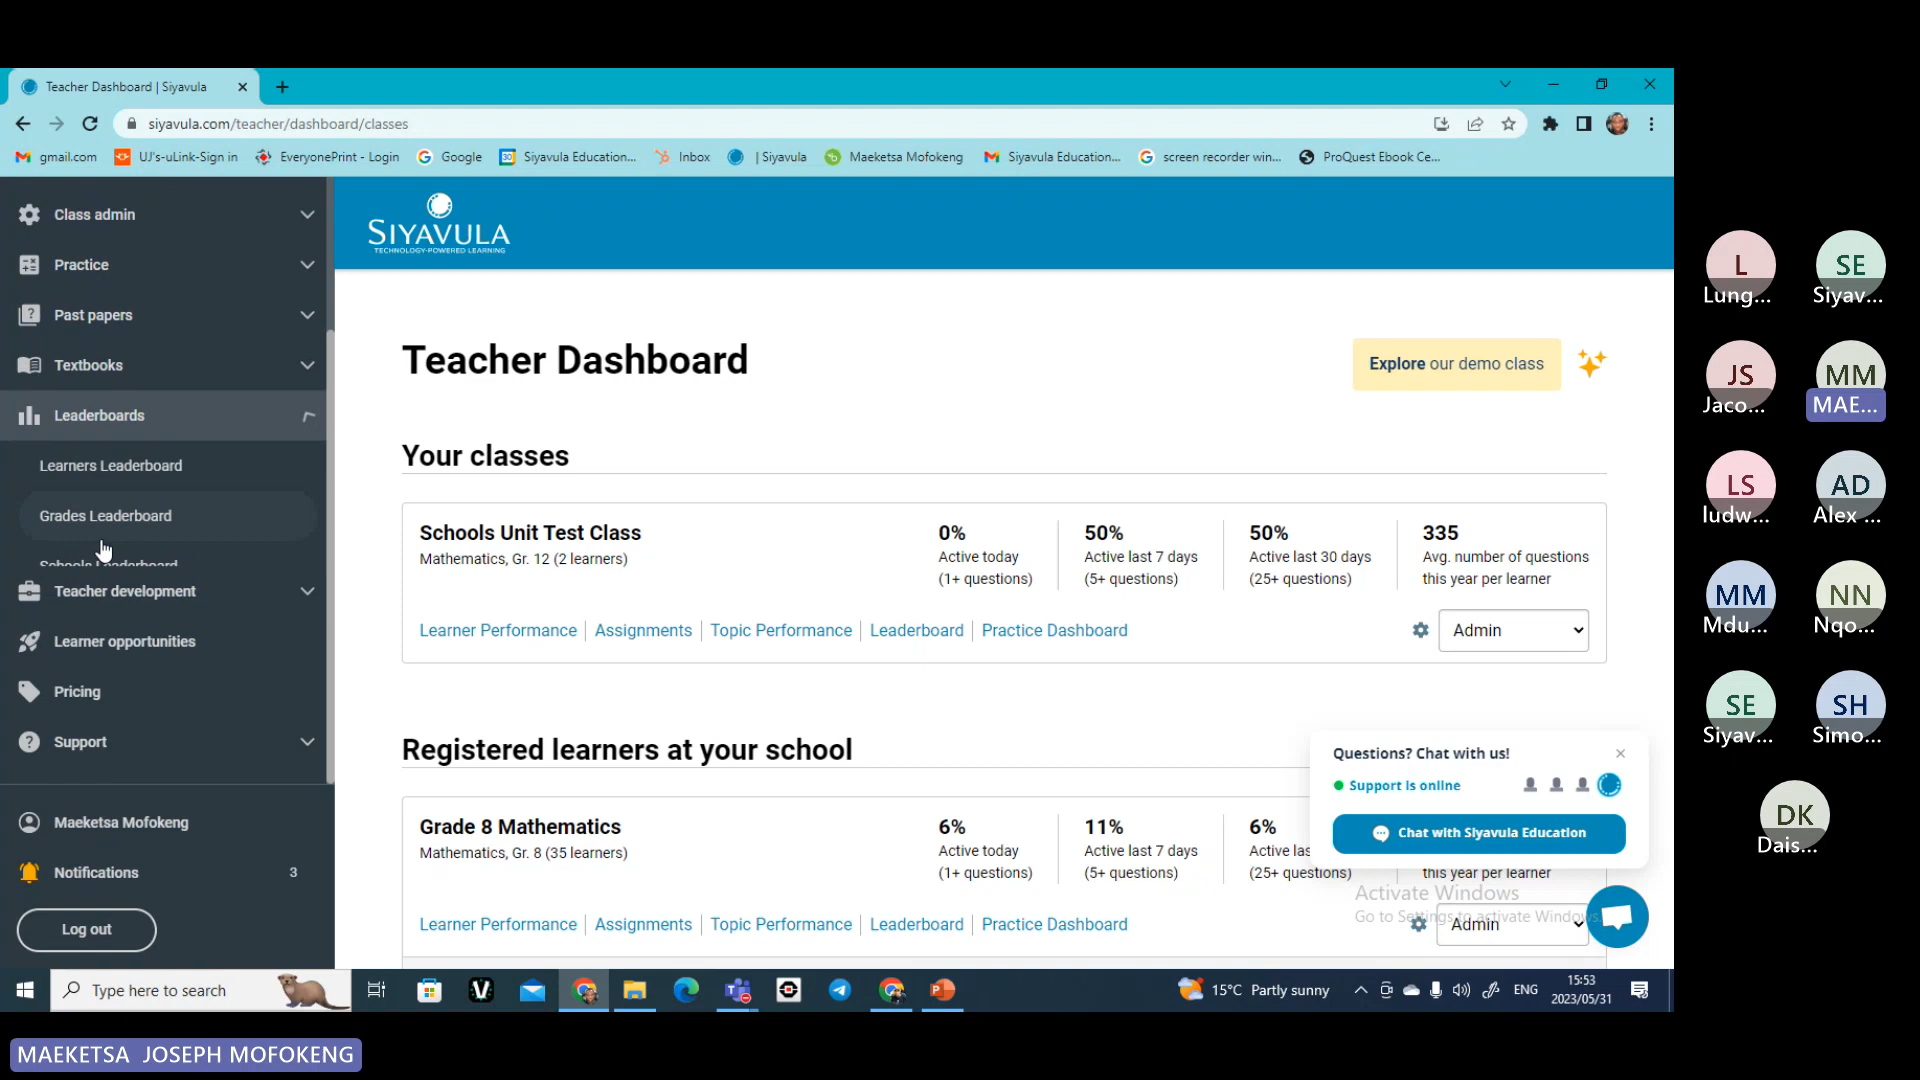 Teacher Dashboard | Siyavula
siyavula.com/teacher/dashboard/classes
gmail.com
UJ's-uLink-Sign in
EveryonePrint - Login
Google
Siyavula Education...
Inbox
| Siyavula
Maeketsa Mofokeng
Siyavula Education...
screen recorder win...
ProQuest Ebook Ce...
Class admin
Practice
Past papers
Textbooks
Leaderboards
Learners Leaderboard
Grades Leaderboard
Schools Leaderboard
Teacher development
Learner opportunities
Pricing
Support
Maeketsa Mofokeng
Notifications 3
Log out
SIYAVULA
TECHNOLOGY-POWERED LEARNING
Teacher Dashboard
Explore our demo class
Your classes
Schools Unit Test Class
Mathematics, Gr. 12 (2 learners)
0%
Active today
(1+ questions)
50%
Active last 7 days
(5+ questions)
50%
Active last 30 days
(25+ questions)
335
Avg. number of questions
this year per learner
Learner Performance | Assignments | Topic Performance | Leaderboard | Practice Dashboard
Admin
Registered learners at your school
Grade 8 Mathematics
Mathematics, Gr. 8 (35 learners)
6%
Active today
(1+ questions)
11%
Active last 7 days
(5+ questions)
6%
Active las
(25+ questions)
this year per learner
Learner Performance | Assignments | Topic Performance | Leaderboard | Practice Dashboard
Admin
Questions? Chat with us!
Support is online
Chat with Siyavula Education
Activate Windows
Go to Settings to activate Windows.
Type here to search
15°C Partly sunny
ENG
15:53
2023/05/31
L
Lung...
SE
Siyav...
JS
Jaco...
MM
MAE...
LS
ludw...
AD
Alex ...
MM
Mdu...
NN
Nqo...
SE
Siyav...
SH
Simo...
DK
Dais...
MAEKETSA JOSEPH MOFOKENG